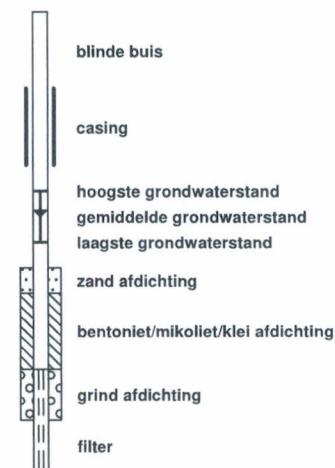 blinde buis
casing
hoogste grondwaterstand
gemiddelde grondwaterstand
laagste grondwaterstand
zand afdichting
bentoniet/mikoliet/klei afdichting
grind afdichting
filter